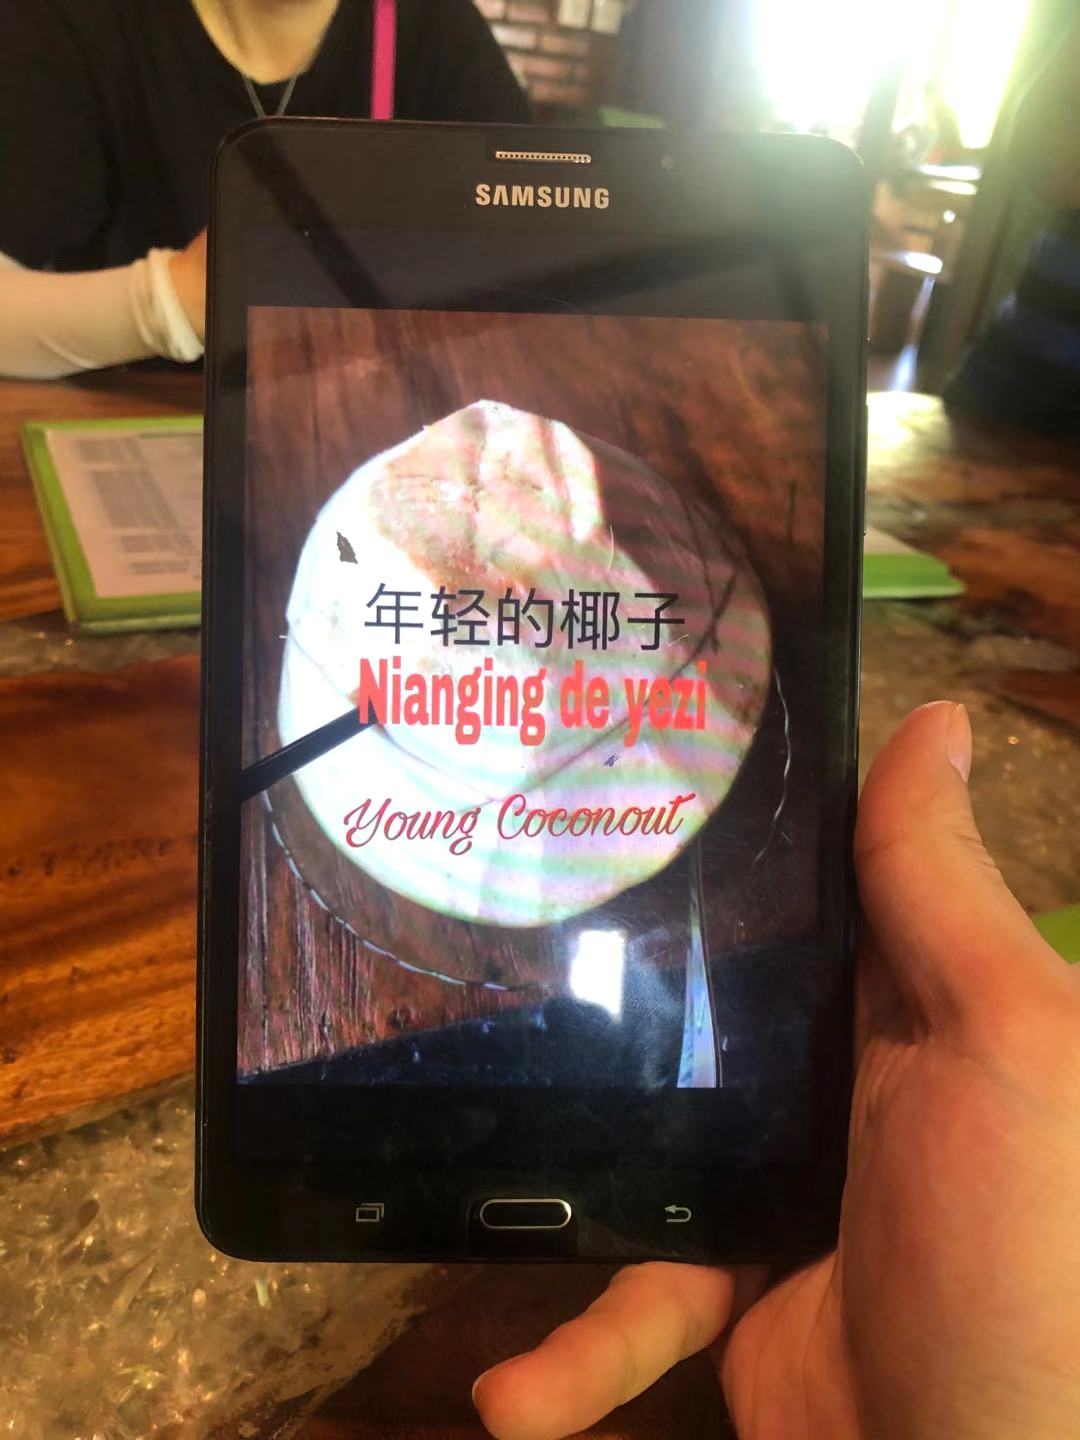 SAMSUNG
年轻的椰子
Nianging de yezi
Young Coconout